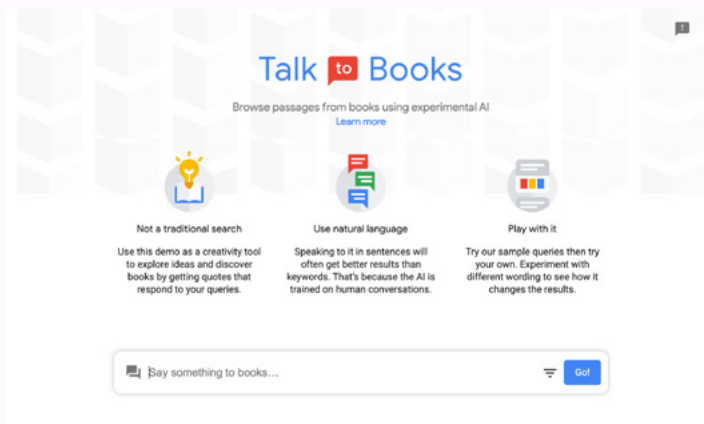 Talk to Books
Browse passages from books using experimental AI
Learn more
Not a traditional search
Use this demo as a creativity tool
to explore ideas and discover
books by getting quotes that
respond to your queries.
Use natural language
Speaking to it in sentences will
often get better results than
keywords. That's because the AI is
trained on human conversations.
Play with it
Try our sample queries then try
your own. Experiment with
different wording to see how it
changes the results.
Say something to books...
Go!